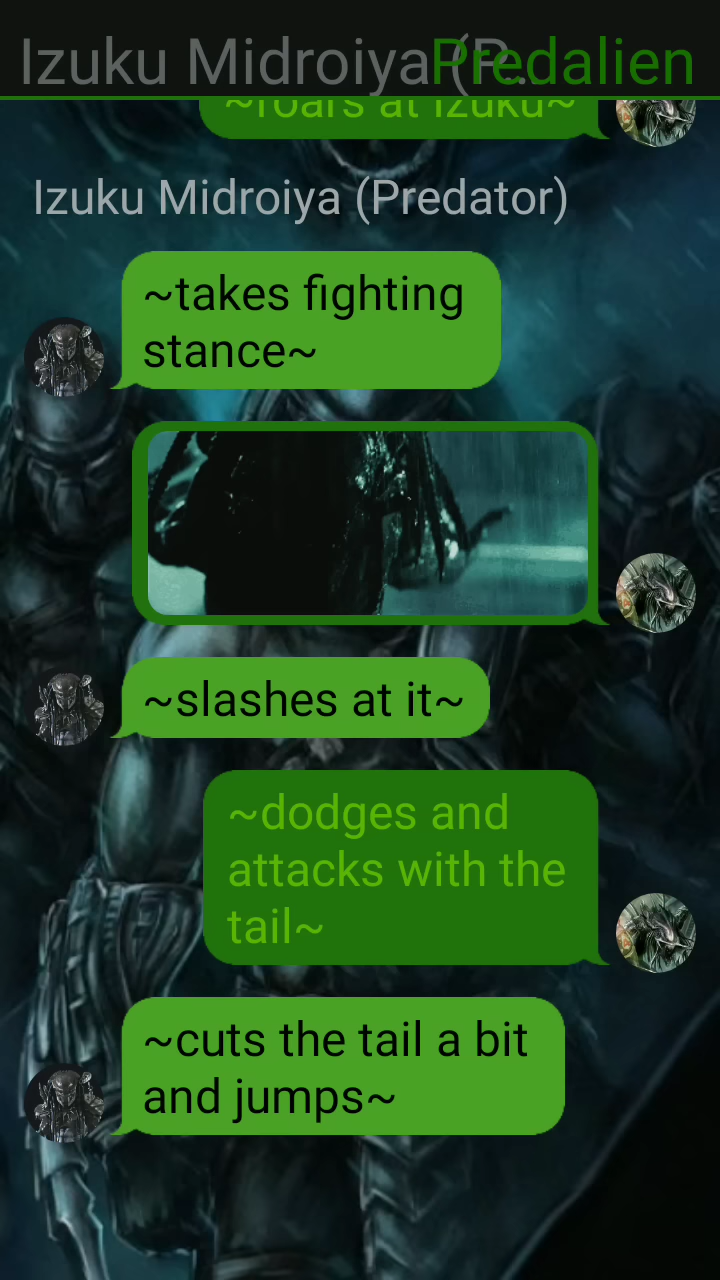 Izuku Midroiya (P...
Predalien
~roars at Izuku~
Izuku Midroiya (Predator)
~takes fighting
stance~
~slashes at it~
~dodges and
attacks with the
tail~
~cuts the tail a bit
and jumps~